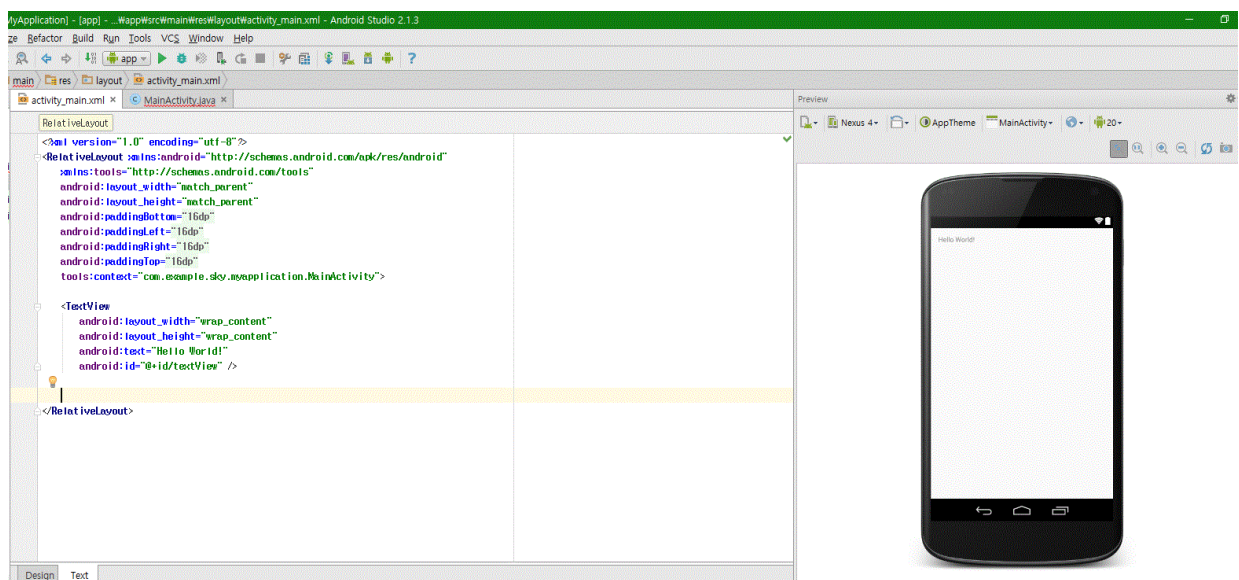 MyApplication] - [app] - ...₩app₩src₩main₩res₩layout₩activity_main.xml - Android Studio 2.1.3
ze Refactor Build Run Tools VCS Window Help
app
main res layout activity_main.xml
activity_main.xml × MainActivity.java ×
Preview
RelativeLayout
Nexus 4 AppTheme MainActivity 20
<?xml version="1.0" encoding="utf-8"?>
<RelativeLayout xmlns:android="http://schemas.android.com/apk/res/android"
xmlns:tools="http://schemas.android.com/tools"
android:layout_width="match_parent"
android:layout_height="match_parent"
android:paddingBottom="16dp"
android:paddingLeft="16dp"
android:paddingRight="16dp"
android:paddingTop="16dp"
tools:context="com.example.sky.myapplication.MainActivity">
<TextView
android:layout_width="wrap_content"
android:layout_height="wrap_content"
android:text="Hello World!"
android:id="@+id/textView" />
</RelativeLayout>
Hello World!
Design Text